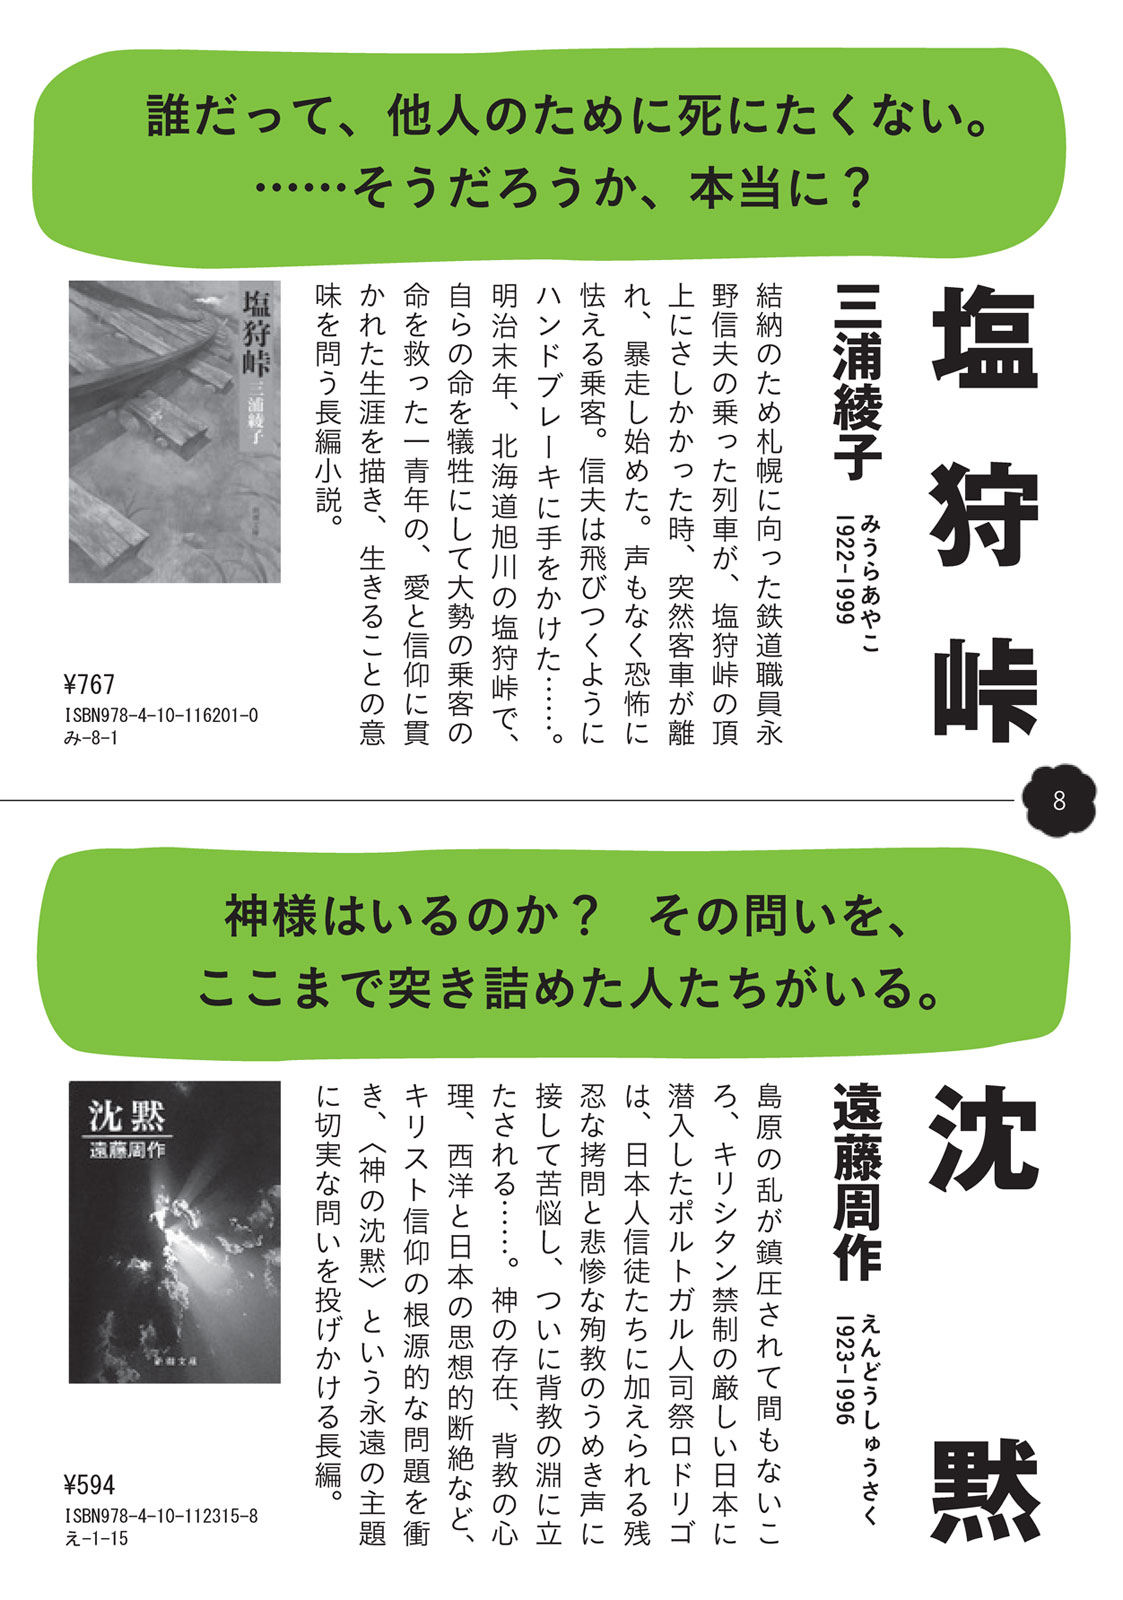 誰だって、他人のために死にたくない。
……そうだろうか、本当に？
塩狩峠
三浦綾子
みうらあやこ
1922-1999
結納のため札幌に向った鉄道職員永
野信夫の乗った列車が、塩狩峠の頂
上にさしかかった時、突然客車が離
れ、暴走し始めた。声もなく恐怖に
怯える乗客。信夫は飛びつくように
ハンドブレーキに手をかけた……。
明治末年、北海道旭川の塩狩峠で、
自らの命を犠牲にして大勢の乗客の
命を救った一青年の、愛と信仰に貫
かれた生涯を描き、生きることの意
味を問う長編小説。
塩狩峠
三浦綾子
新潮文庫
¥767
ISBN978-4-10-116201-0
み-8-1
8
神様はいるのか？　その問いを、
ここまで突き詰めた人たちがいる。
沈黙
遠藤周作
えんどうしゅうさく
1923-1996
島原の乱が鎮圧されて間もないこ
ろ、キリシタン禁制の厳しい日本に
潜入したポルトガル人司祭ロドリゴ
は、日本人信徒たちに加えられる残
忍な拷問と悲惨な殉教のうめき声に
接して苦悩し、ついに背教の淵に立
たされる……。神の存在、背教の心
理、西洋と日本の思想的断絶など、
キリスト信仰の根源的な問題を衝
き、〈神の沈黙〉という永遠の主題
に切実な問いを投げかける長編。
沈黙
遠藤周作
新潮文庫
¥594
ISBN978-4-10-112315-8
え-1-15